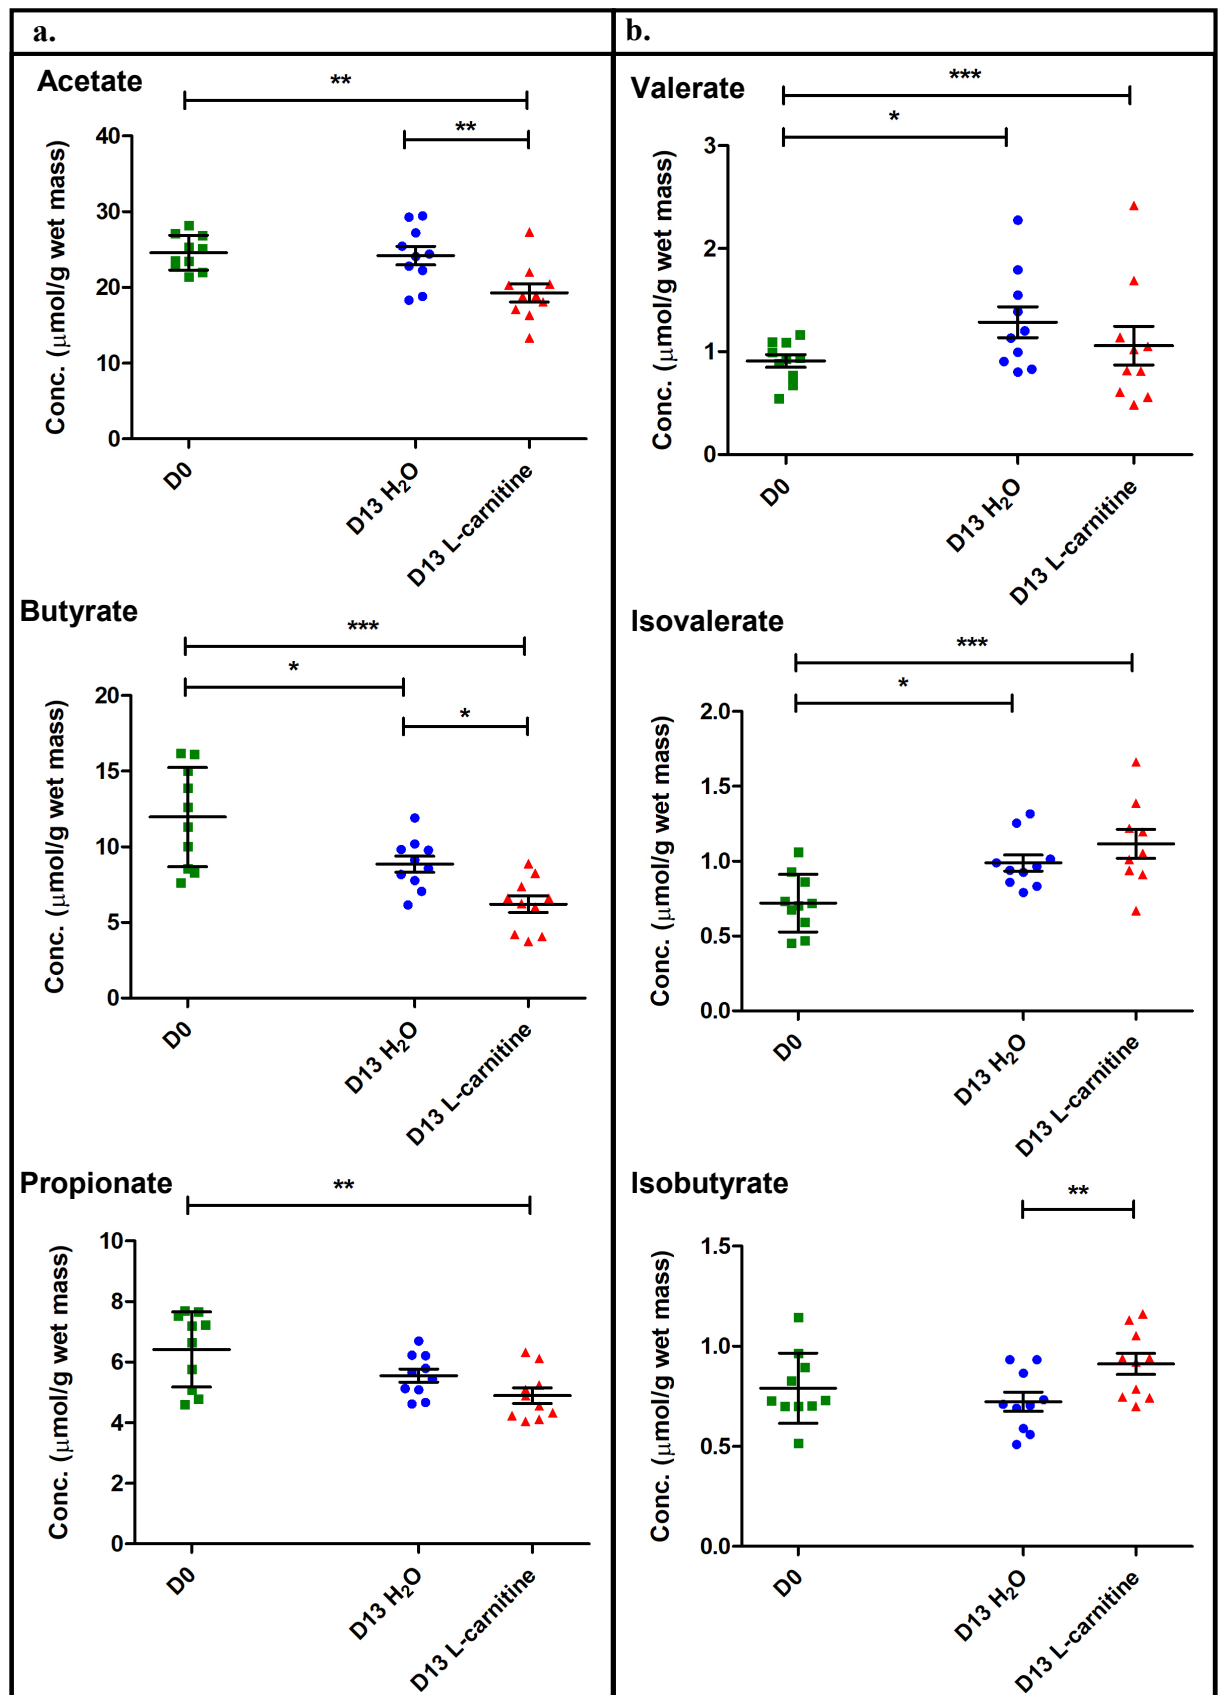 a.
Acetate
**
**
Conc. (μmol/g wet mass)
40
30
20
10
0
D0
D13 H₂O
D13 L-carnitine
Butyrate
***
*
*
Conc. (μmol/g wet mass)
20
15
10
5
0
D0
D13 H₂O
D13 L-carnitine
Propionate
**
Conc. (μmol/g wet mass)
10
8
6
4
2
0
D0
D13 H₂O
D13 L-carnitine
b.
Valerate
***
*
Conc. (μmol/g wet mass)
3
2
1
0
D0
D13 H₂O
D13 L-carnitine
Isovalerate
***
*
Conc. (μmol/g wet mass)
2.0
1.5
1.0
0.5
0.0
D0
D13 H₂O
D13 L-carnitine
Isobutyrate
**
Conc. (μmol/g wet mass)
1.5
1.0
0.5
0.0
D0
D13 H₂O
D13 L-carnitine